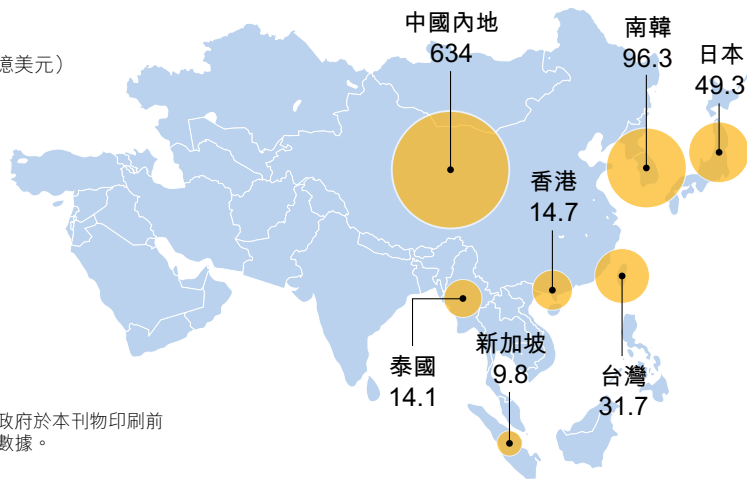 億美元）
中國內地
634
南韓
96.3
日本
49.3
香港
14.7
泰國
14.1
新加坡
9.8
台灣
31.7
政府於本刊物印刷前
數據。